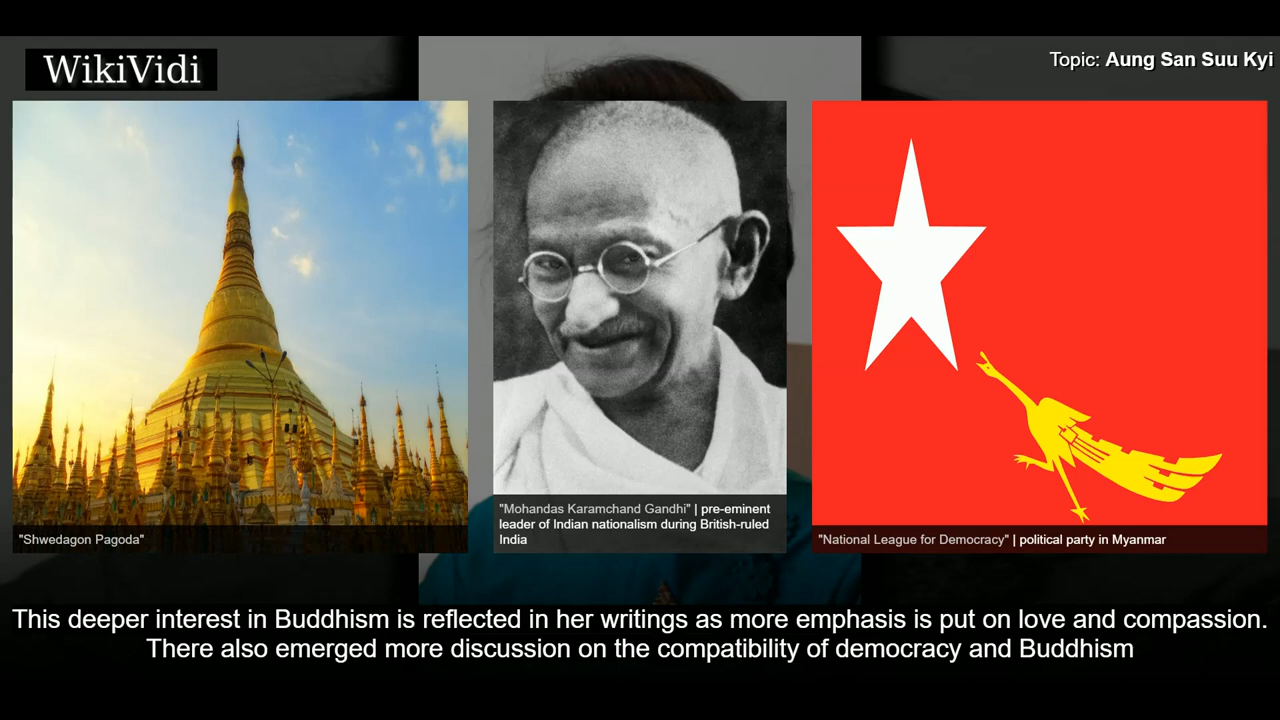 WikiVidi
Topic: Aung San Suu Kyi
"Shwedagon Pagoda"
"Mohandas Karamchand Gandhi" | pre-eminent
leader of Indian nationalism during British-ruled
India
"National League for Democracy" | political party in Myanmar
This deeper interest in Buddhism is reflected in her writings as more emphasis is put on love and compassion.
There also emerged more discussion on the compatibility of democracy and Buddhism